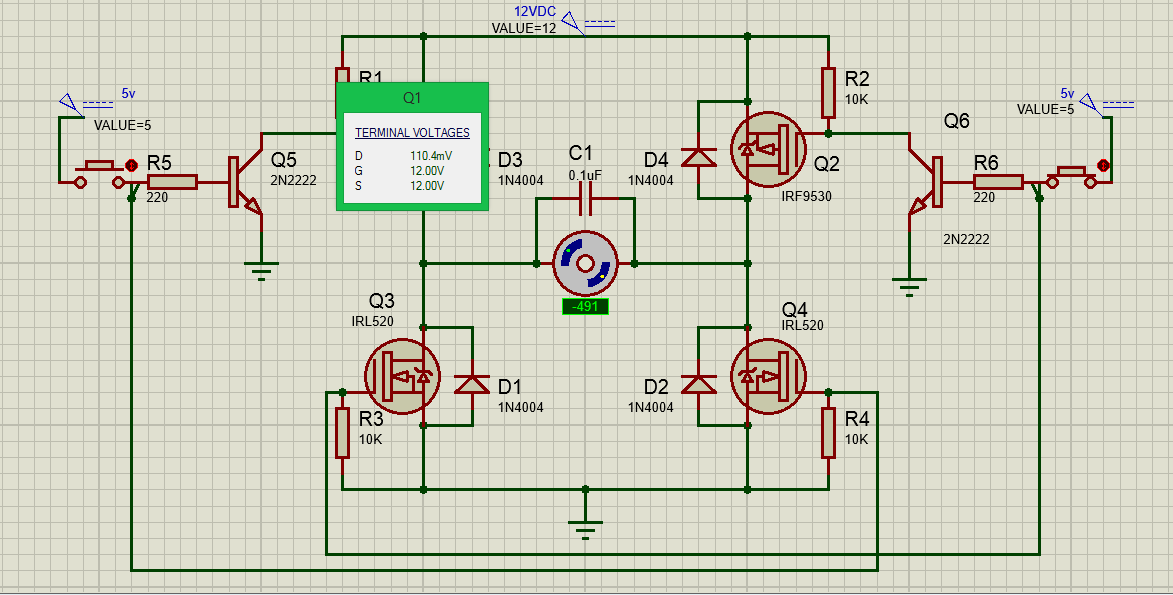 12VDC
VALUE=12
R1
R2
10K
5v
VALUE=5
Q1
TERMINAL VOLTAGES
D 110.4mV
G 12.00V
S 12.00V
5v
VALUE=5
Q5
2N2222
R5
220
D3
1N4004
C1
0.1uF
D4
1N4004
Q2
IRF9530
Q6
2N2222
R6
220
-491
Q3
IRL520
Q4
IRL520
D1
1N4004
D2
1N4004
R3
10K
R4
10K